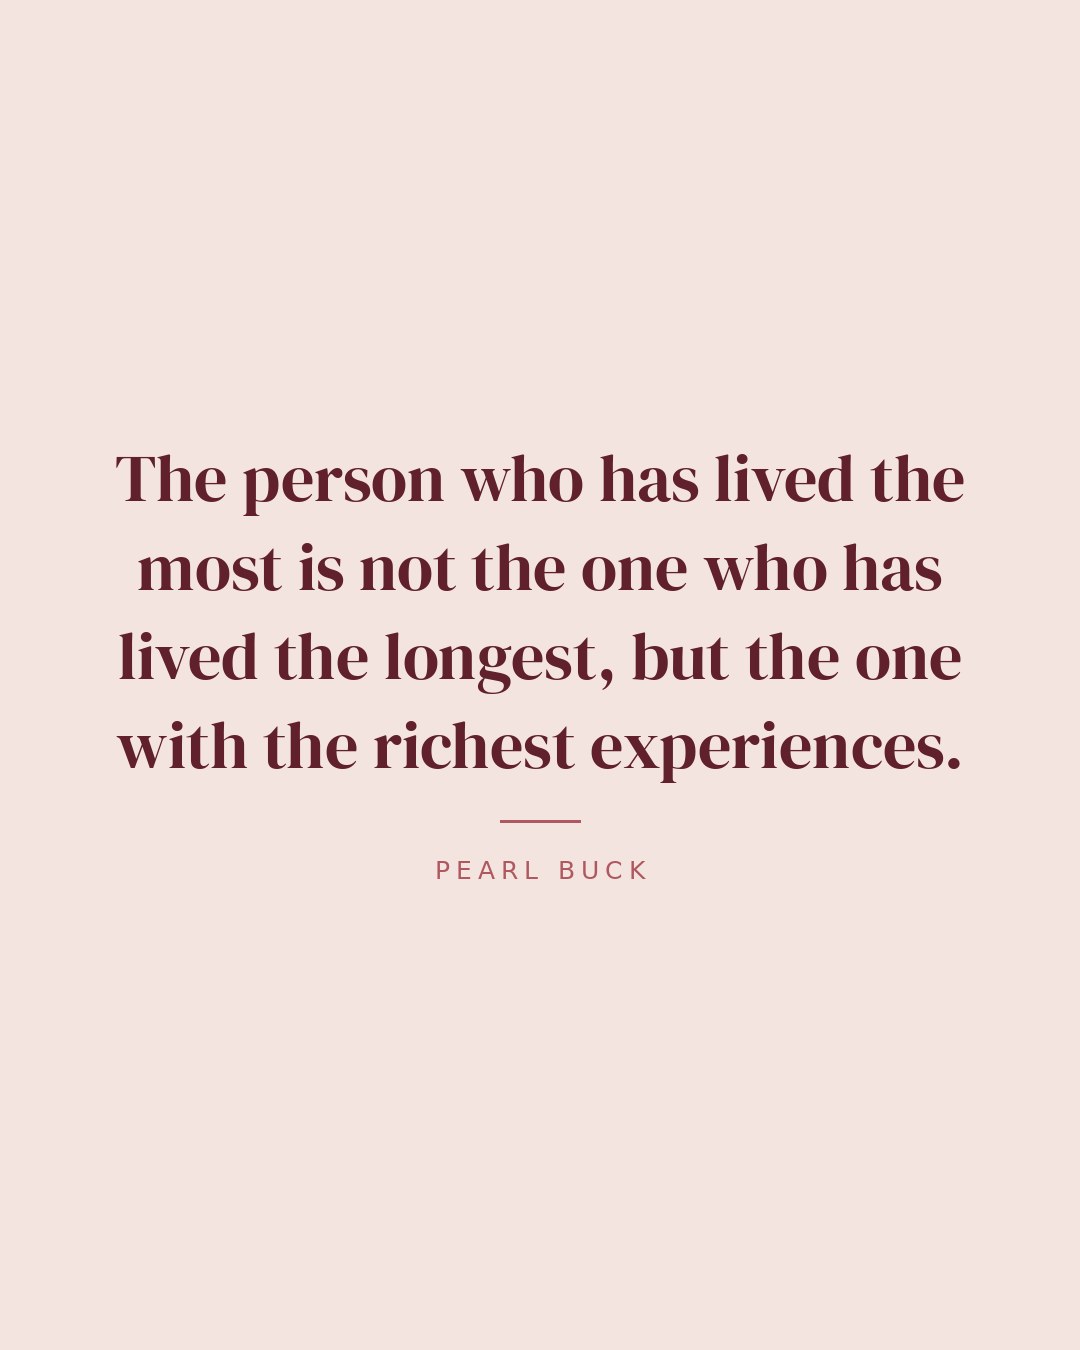 The person who has lived the
most is not the one who has
lived the longest, but the one
with the richest experiences.
PEARL BUCK